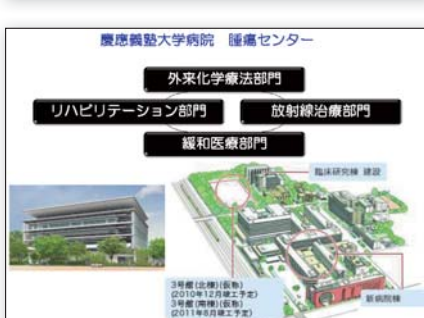 慶應義塾大学病院 腫瘍センター
外来化学療法部門
リハビリテーション部門
放射線治療部門
緩和医療部門
臨床研究棟 建設
3号館(北棟)(仮称)
(2010年12月竣工予定)
3号館(南棟)(仮称)
(2011年8月竣工予定)
新病院棟